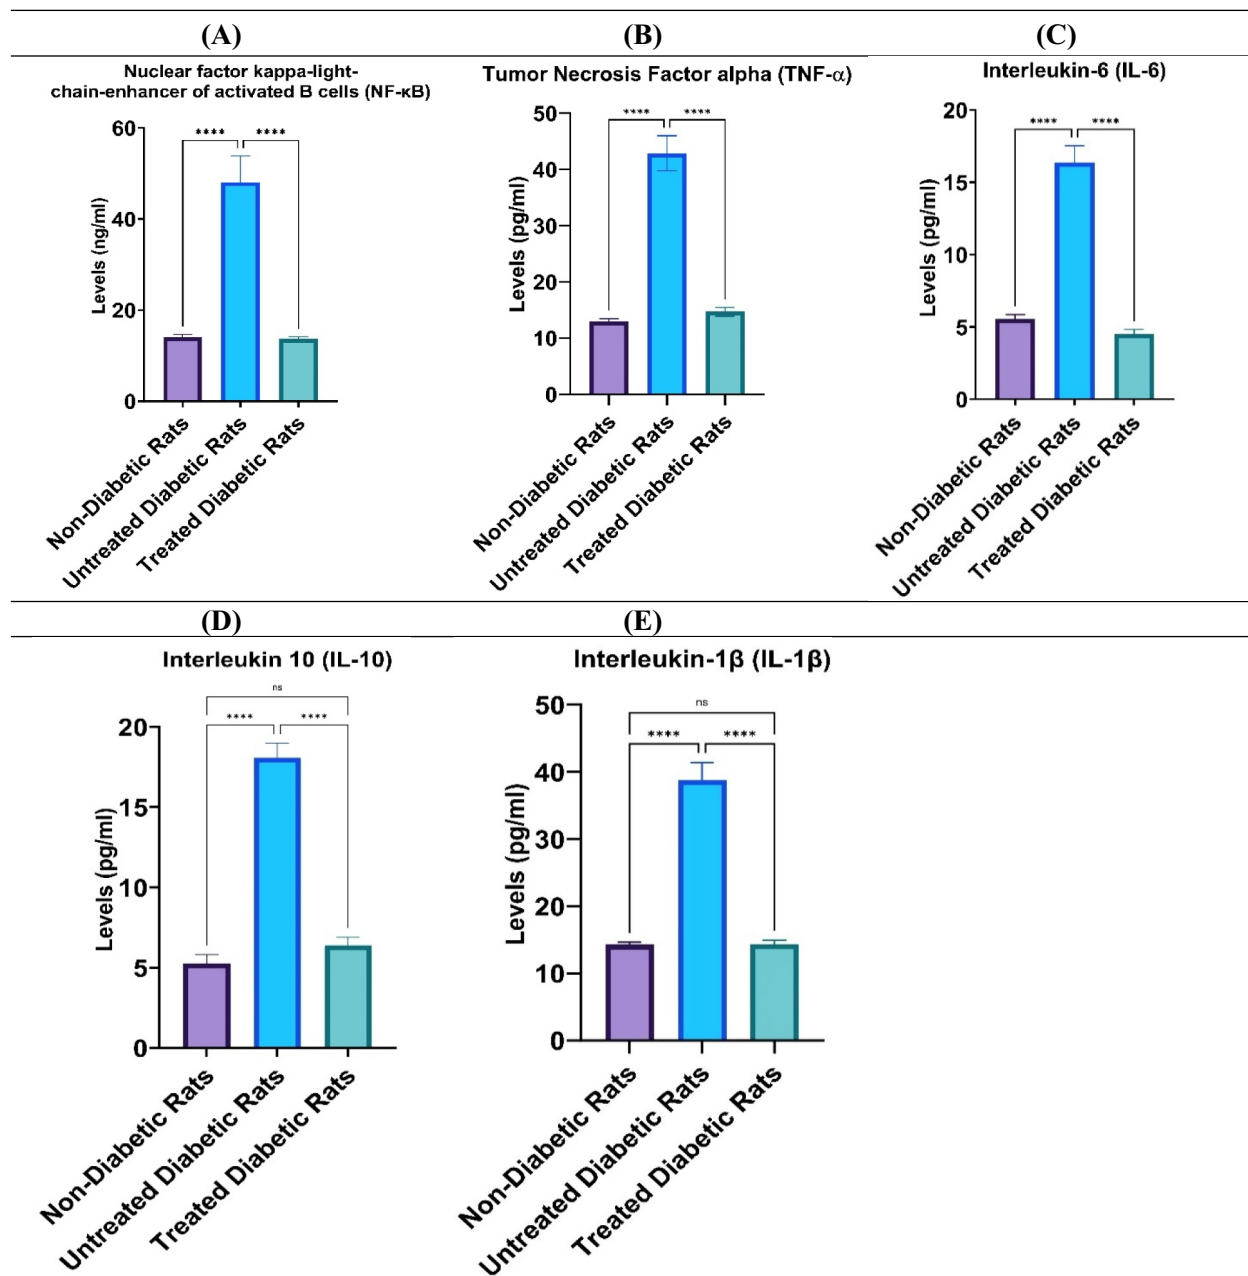 (A)
(B)
(C)
Nuclear factor kappa-light-
chain-enhancer of activated B cells (NF-κB)
60
40
20
0
Levels (ng/ml)
****
****
Non-Diabetic Rats
Untreated Diabetic Rats
Treated Diabetic Rats
Tumor Necrosis Factor alpha (TNF-α)
50
40
30
20
10
0
Levels (pg/ml)
****
****
Non-Diabetic Rats
Untreated Diabetic Rats
Treated Diabetic Rats
Interleukin-6 (IL-6)
20
15
10
5
0
Levels (pg/ml)
****
****
Non-Diabetic Rats
Untreated Diabetic Rats
Treated Diabetic Rats
(D)
(E)
Interleukin 10 (IL-10)
ns
****
****
20
15
10
5
0
Levels (pg/ml)
Non-Diabetic Rats
Untreated Diabetic Rats
Treated Diabetic Rats
Interleukin-1β (IL-1β)
ns
****
****
50
40
30
20
10
0
Levels (pg/ml)
Non-Diabetic Rats
Untreated Diabetic Rats
Treated Diabetic Rats